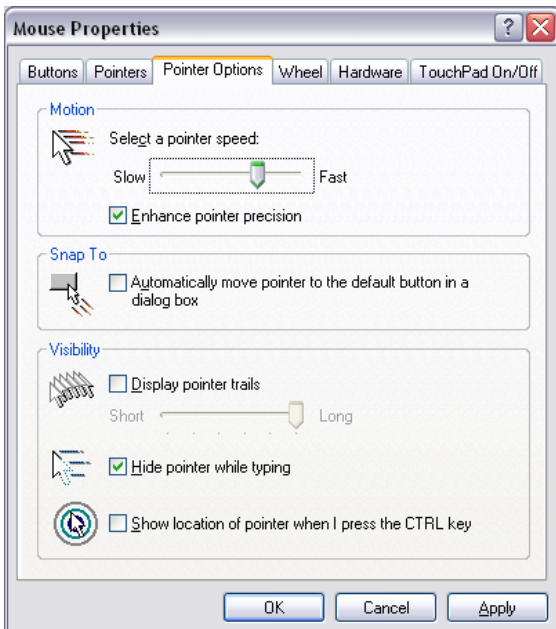 Mouse Properties
Buttons Pointers Pointer Options Wheel Hardware TouchPad On/Off
Motion
Select a pointer speed:
Slow Fast
Enhance pointer precision
Snap To
Automatically move pointer to the default button in a
dialog box
Visibility
Display pointer trails
Short Long
Hide pointer while typing
Show location of pointer when I press the CTRL key
OK Cancel Apply